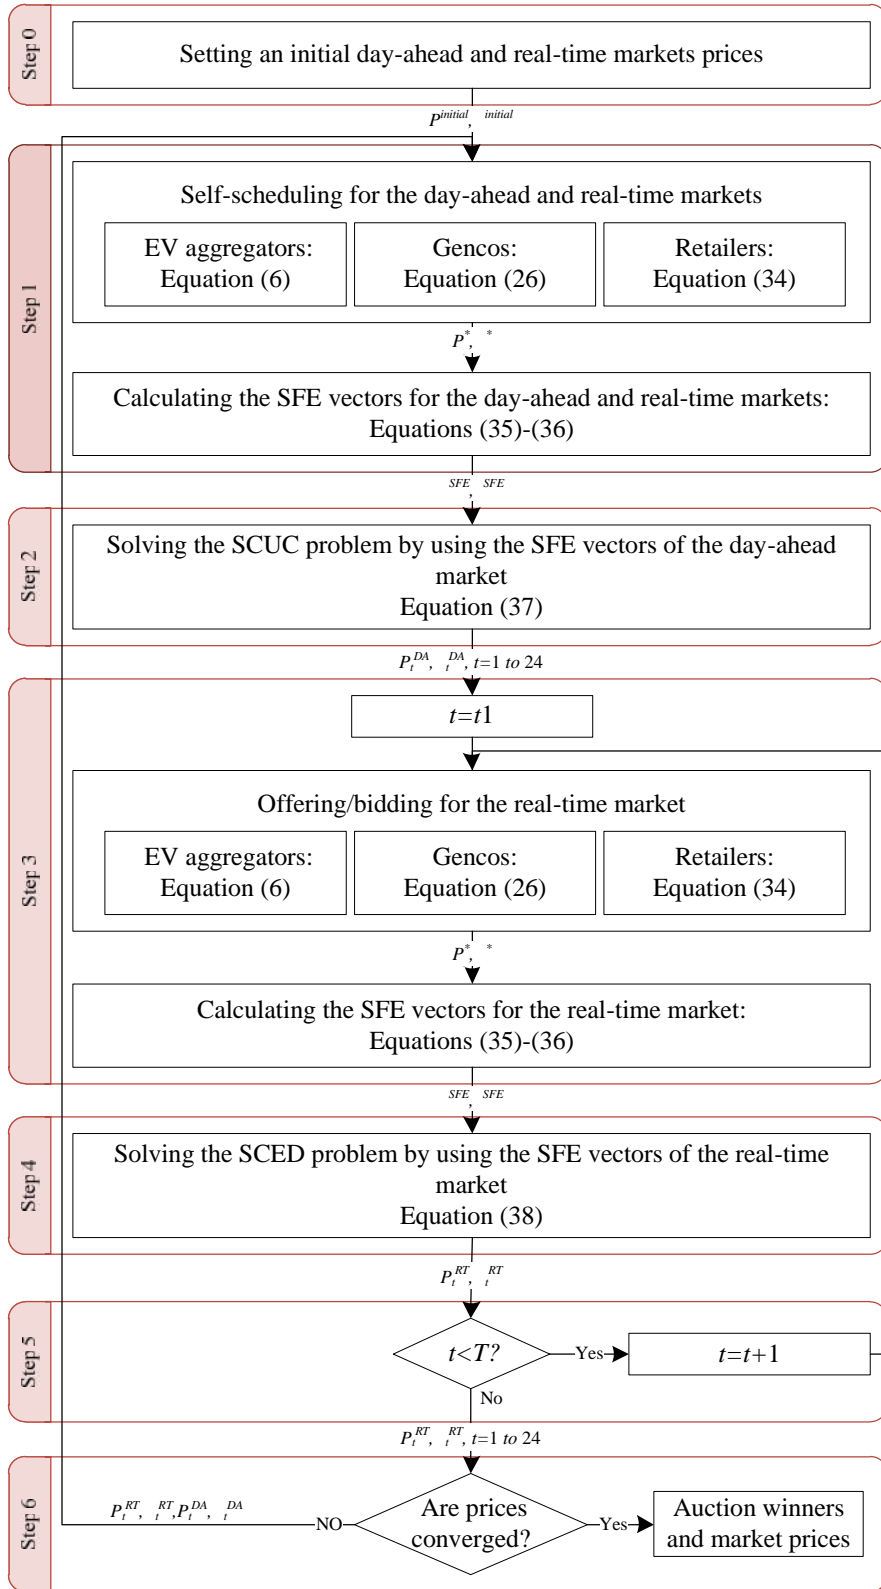 Step 0
Setting an initial day-ahead and real-time markets prices
P^initial, ^initial
Step 1
Self-scheduling for the day-ahead and real-time markets
EV aggregators:
Equation (6)
Gencos:
Equation (26)
Retailers:
Equation (34)
P^*, ^*
Calculating the SFE vectors for the day-ahead and real-time markets:
Equations (35)-(36)
^SFE, ^SFE
Step 2
Solving the SCUC problem by using the SFE vectors of the day-ahead
market
Equation (37)
P_t^DA, _t^DA, t=1 to 24
Step 3
t=t1
Offering/bidding for the real-time market
EV aggregators:
Equation (6)
Gencos:
Equation (26)
Retailers:
Equation (34)
P^*, ^*
Calculating the SFE vectors for the real-time market:
Equations (35)-(36)
^SFE, ^SFE
Step 4
Solving the SCED problem by using the SFE vectors of the real-time
market
Equation (38)
P_t^RT, _t^RT
Step 5
t<T?
Yes
t=t+1
No
P_t^RT, _t^RT, t=1 to 24
Step 6
P_t^RT, _t^RT, P_t^DA, _t^DA
NO
Are prices
converged?
Yes
Auction winners
and market prices